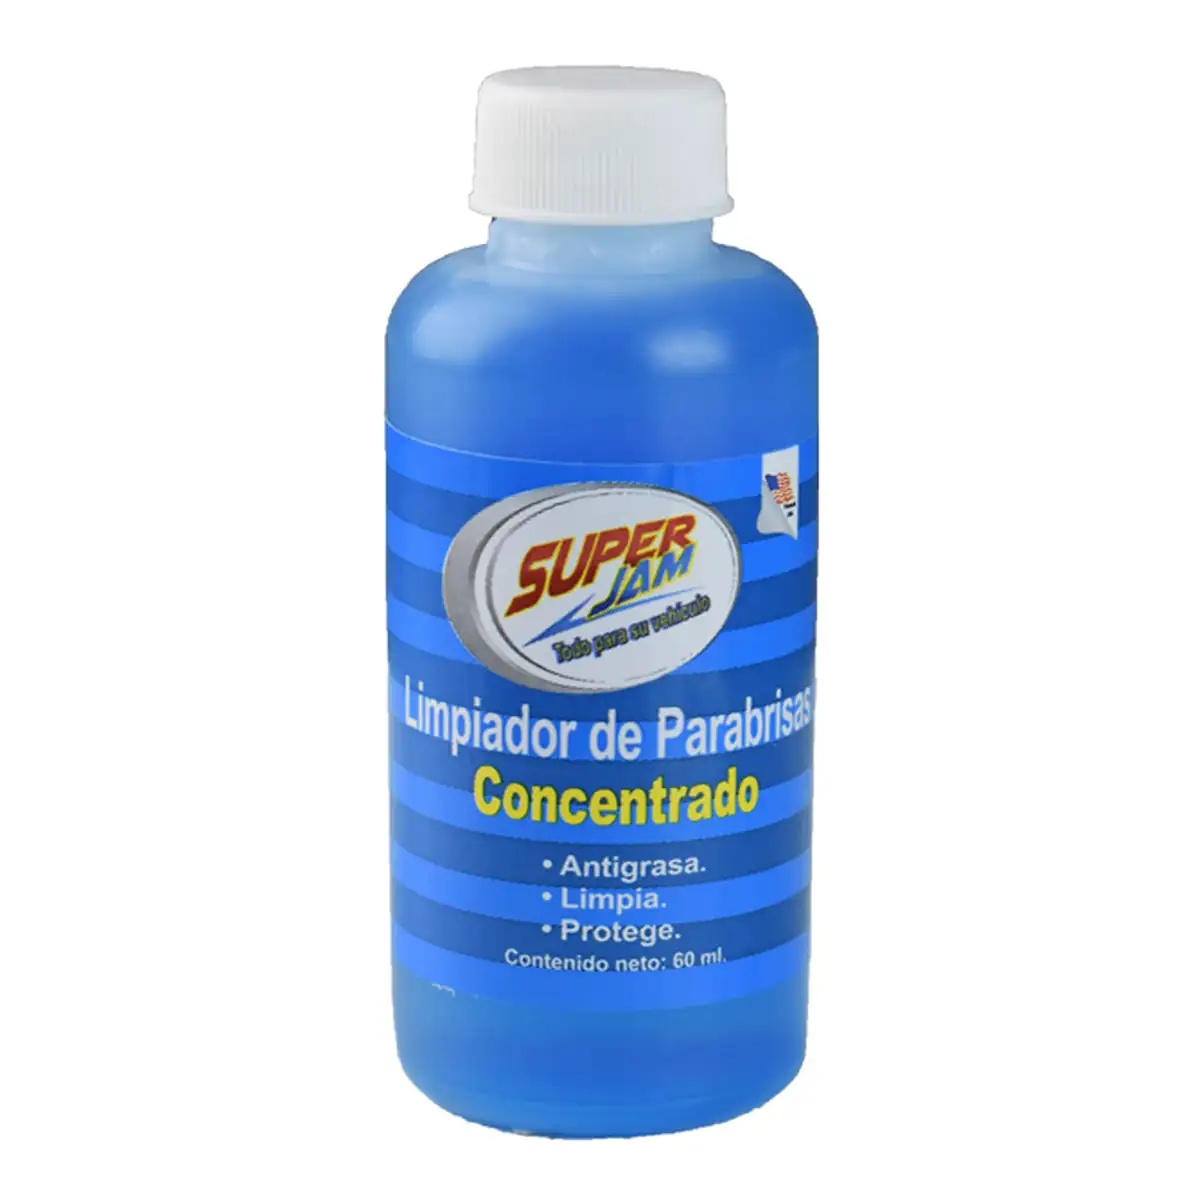 SUPER
JAM
Todo para su vehículo
Limpiador de Parabrisas
Concentrado
• Antigrasa.
• Limpia.
• Protege.
Contenido neto: 60 ml.